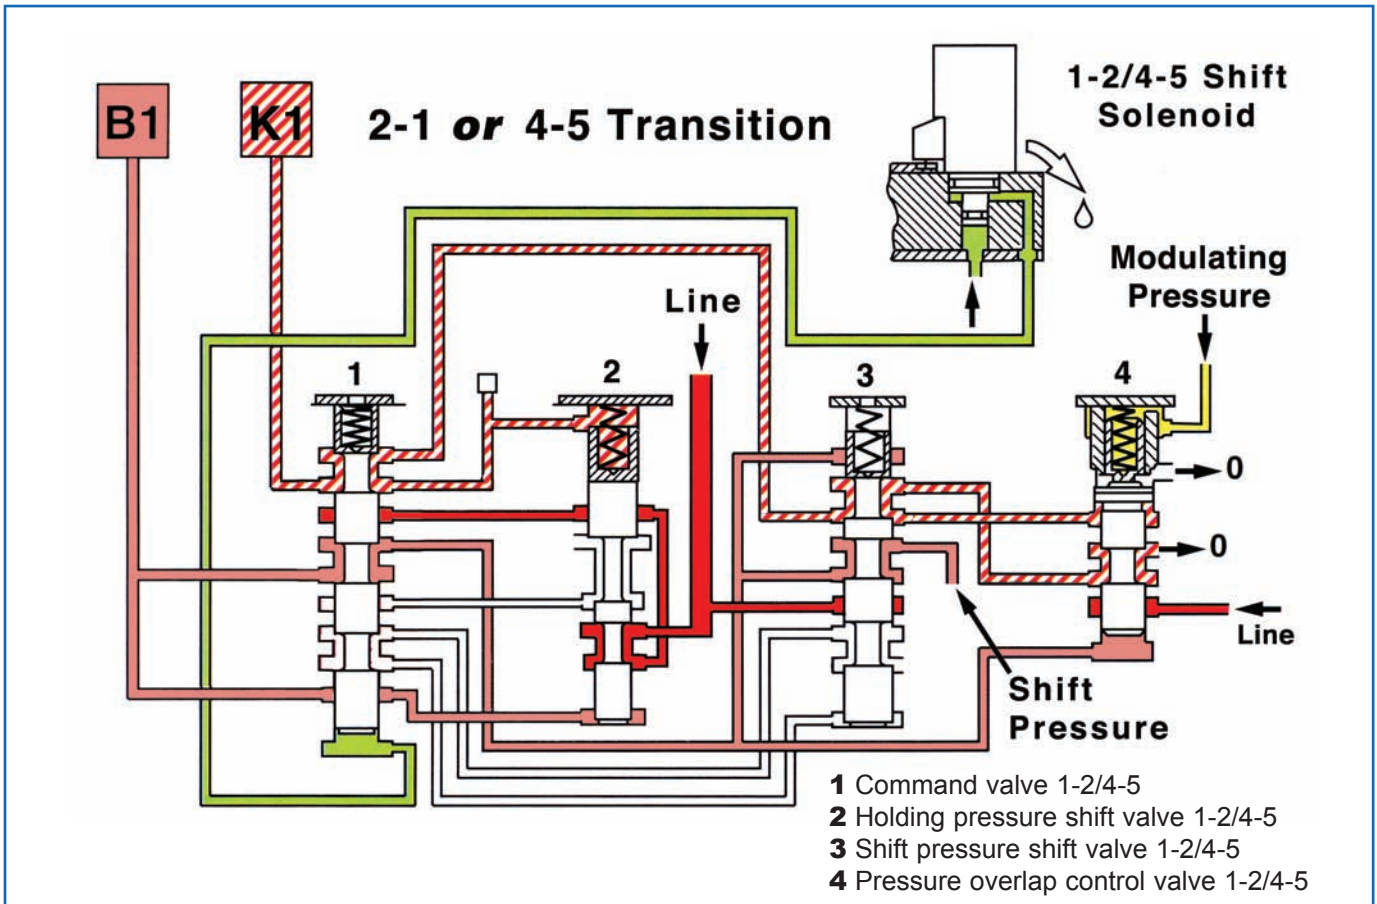 B1
K1
2-1 or 4-5 Transition
1-2/4-5 Shift
Solenoid
Modulating
Pressure
Line
1
2
3
4
0
0
Line
Shift
Pressure
1 Command valve 1-2/4-5
2 Holding pressure shift valve 1-2/4-5
3 Shift pressure shift valve 1-2/4-5
4 Pressure overlap control valve 1-2/4-5